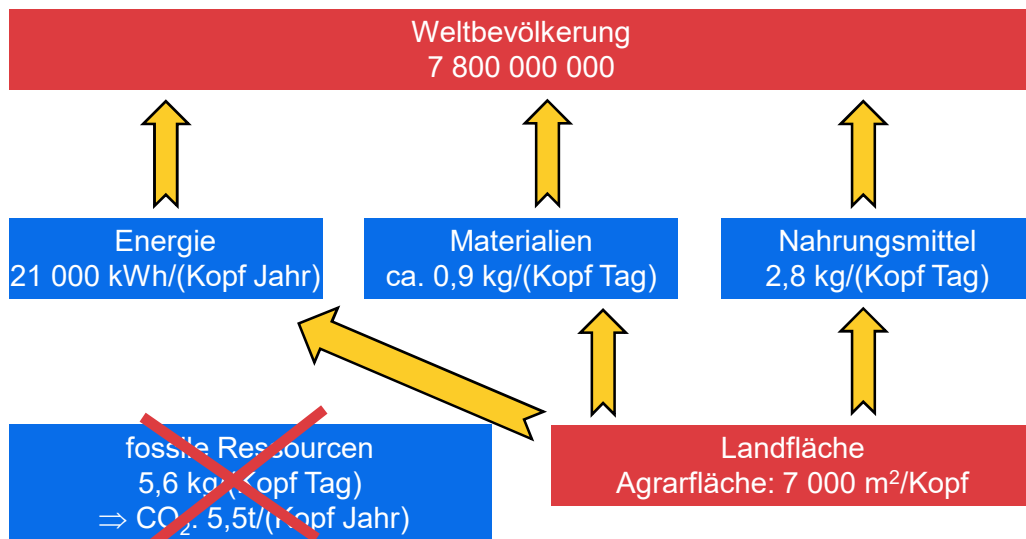 Weltbevölkerung
7 800 000 000
Energie
21 000 kWh/(Kopf Jahr)
Materialien
ca. 0,9 kg/(Kopf Tag)
Nahrungsmittel
2,8 kg/(Kopf Tag)
fossile Ressourcen
5,6 kg/(Kopf Tag)
⇒ CO₂: 5,5t/(Kopf Jahr)
Landfläche
Agrarfläche: 7 000 m²/Kopf